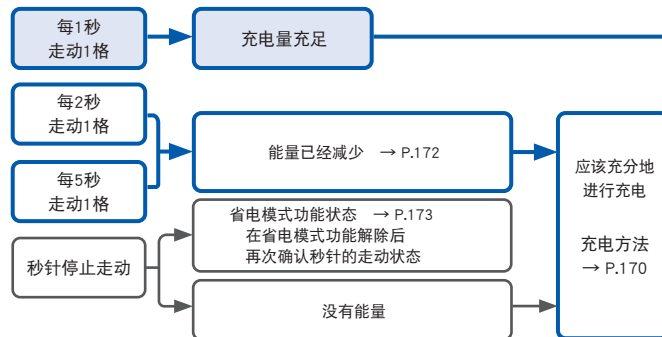 每1秒
走动1格
充电量充足
每2秒
走动1格
每5秒
走动1格
能量已经减少 → P.172
应该充分地
进行充电
充电方法
→ P.170
秒针停止走动
省电模式功能状态 → P.173
在省电模式功能解除后
再次确认秒针的走动状态
没有能量